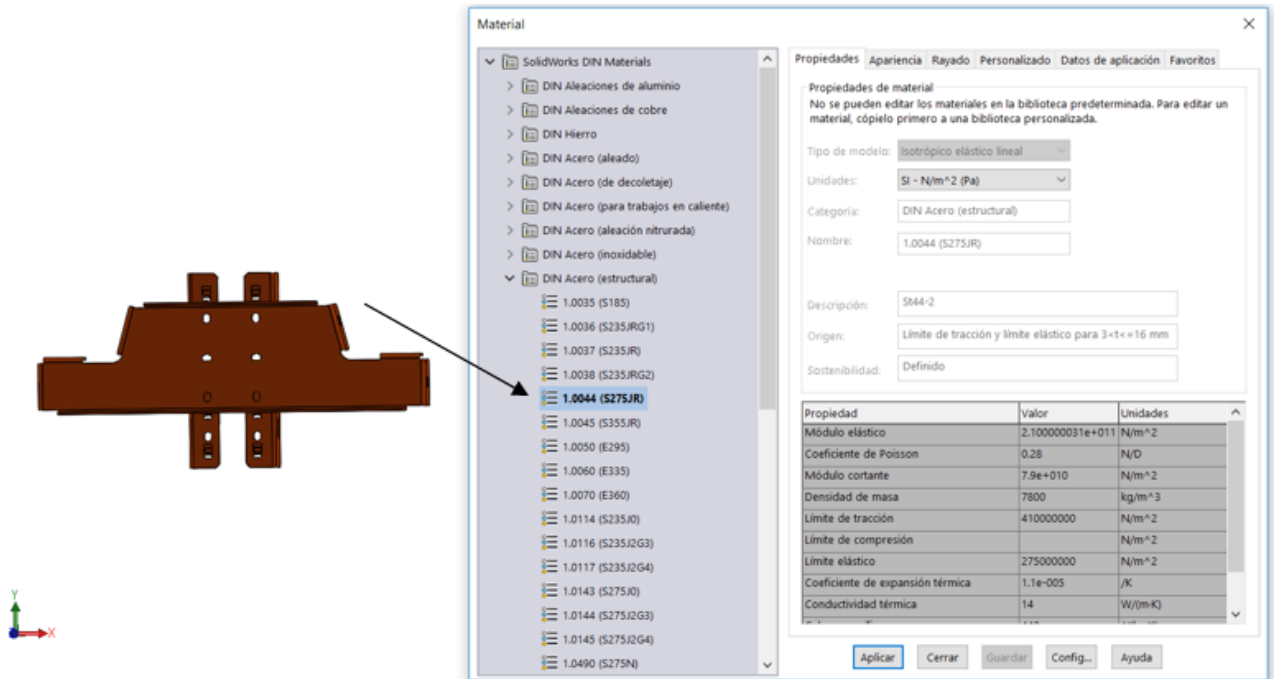 Material
SolidWorks DIN Materials
DIN Aleaciones de aluminio
DIN Aleaciones de cobre
DIN Hierro
DIN Acero (aleado)
DIN Acero (de decoletaje)
DIN Acero (para trabajos en caliente)
DIN Acero (aleación nitrurada)
DIN Acero (inoxidable)
DIN Acero (estructural)
1.0035 (S185)
1.0036 (S235JRG1)
1.0037 (S235JR)
1.0038 (S235JRG2)
1.0044 (S275JR)
1.0045 (S355JR)
1.0050 (E295)
1.0060 (E335)
1.0070 (E360)
1.0114 (S235J0)
1.0116 (S235J2G3)
1.0117 (S235J2G4)
1.0143 (S275J0)
1.0144 (S275J2G3)
1.0145 (S275J2G4)
1.0490 (S275N)
Propiedades Apariencia Rayado Personalizado Datos de aplicación Favoritos
Propiedades de material
No se pueden editar los materiales en la biblioteca predeterminada. Para editar un
material, cópielo primero a una biblioteca personalizada.
Tipo de modelo: Isotrópico elástico lineal
Unidades: SI - N/m^2 (Pa)
Categoría: DIN Acero (estructural)
Nombre: 1.0044 (S275JR)
Descripción: St44-2
Origen: Límite de tracción y límite elástico para 3<t<=16 mm
Sostenibilidad: Definido
Propiedad Valor Unidades
Módulo elástico 2.100000031e+011 N/m^2
Coeficiente de Poisson 0.28 N/D
Módulo cortante 7.9e+010 N/m^2
Densidad de masa 7800 kg/m^3
Límite de tracción 410000000 N/m^2
Límite de compresión N/m^2
Límite elástico 275000000 N/m^2
Coeficiente de expansión térmica 1.1e-005 /K
Conductividad térmica 14 W/(m·K)
Aplicar Cerrar Guardar Config... Ayuda
Y
X